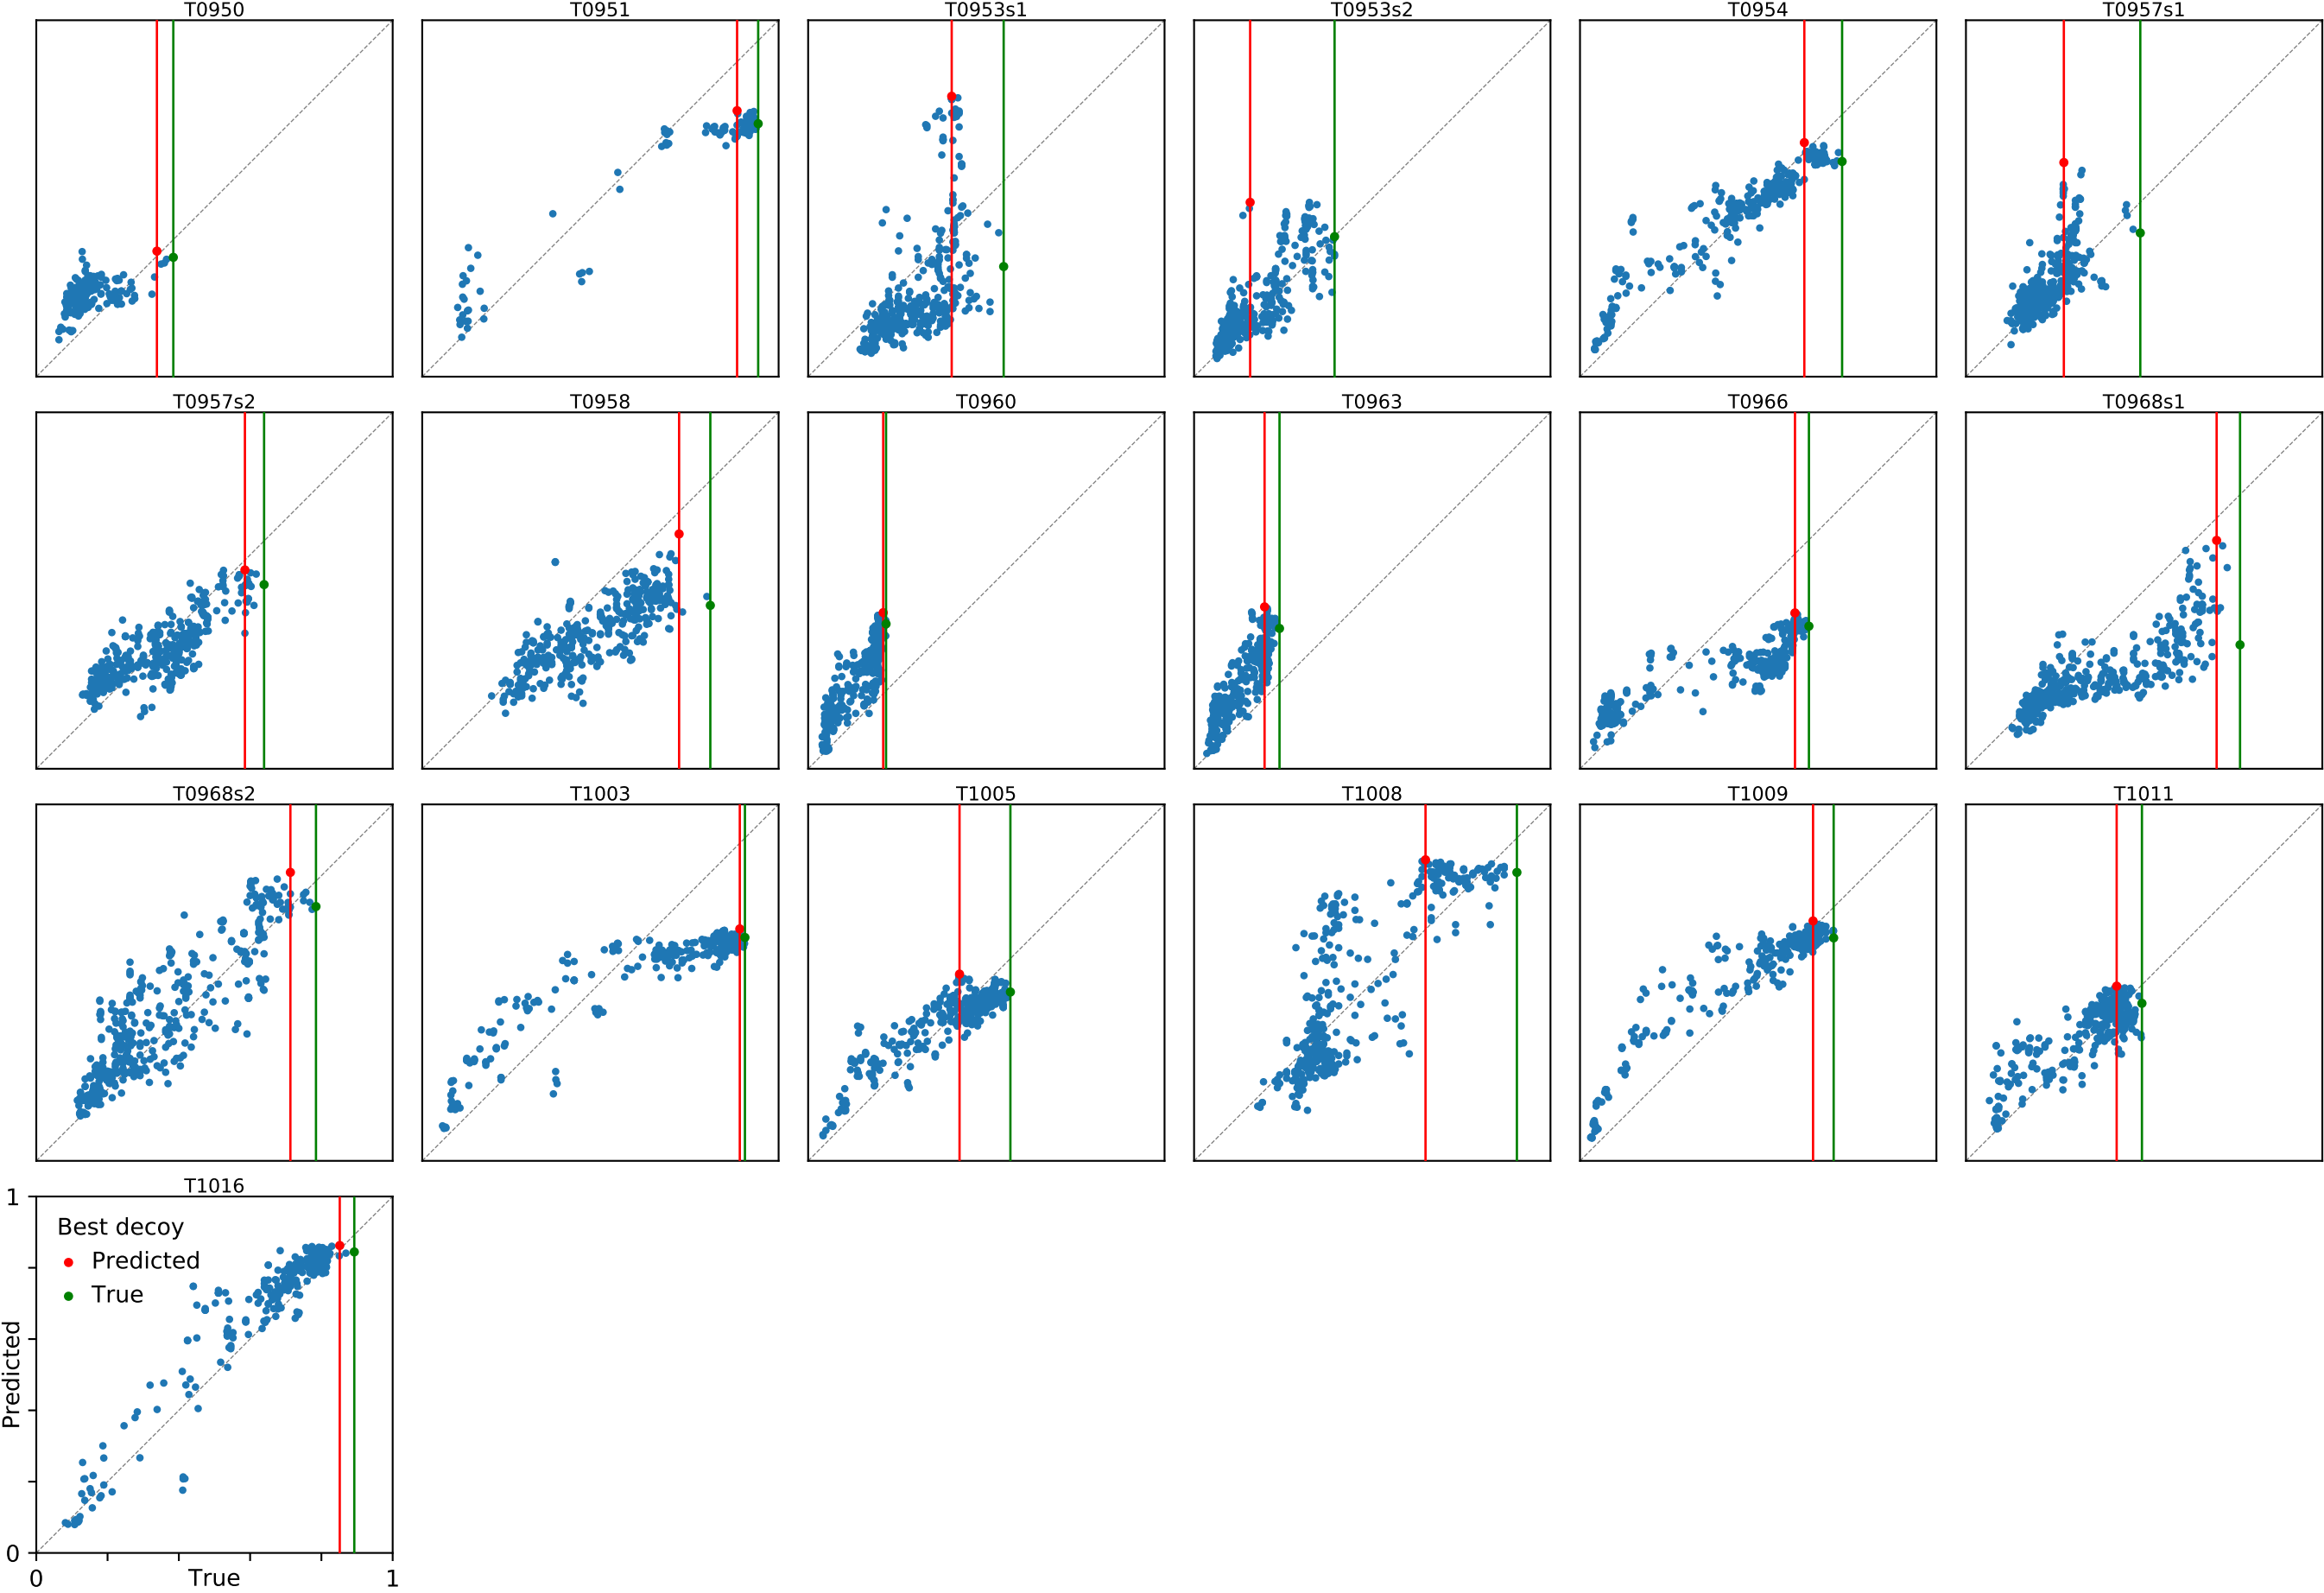 T0950
T0951
T0953s1
T0953s2
T0954
T0957s1
T0957s2
T0958
T0960
T0963
T0966
T0968s1
T0968s2
T1003
T1005
T1008
T1009
T1011
T1016
1
Best decoy
Predicted
True
Predicted
0
0
True
1